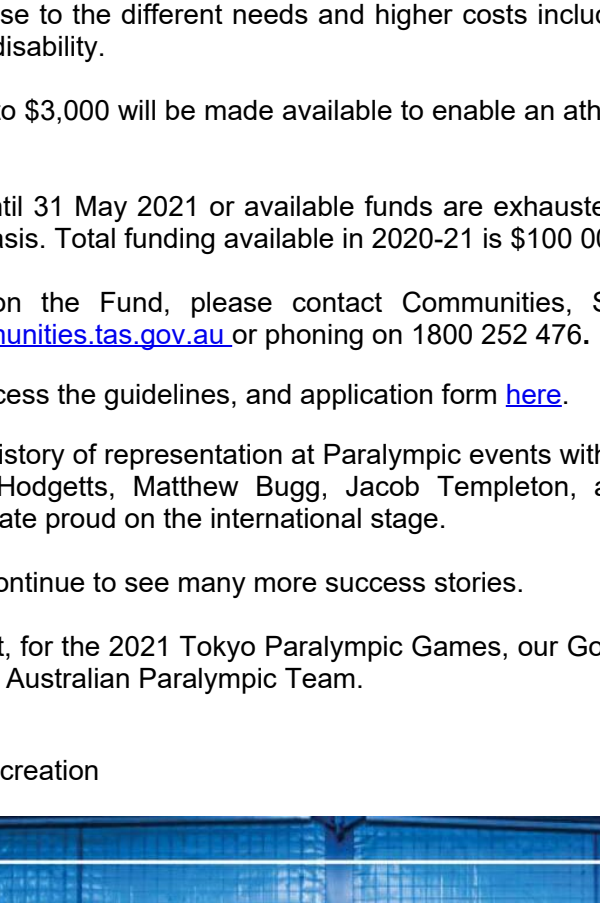 se to the different needs and higher costs inclu
disability.
to $3,000 will be made available to enable an ath
ntil 31 May 2021 or available funds are exhauste
asis. Total funding available in 2020-21 is $100 00
on the Fund, please contact Communities, S
munities.tas.gov.au or phoning on 1800 252 476.
cess the guidelines, and application form here.
istory of representation at Paralympic events with
Hodgetts, Matthew Bugg, Jacob Templeton, a
ate proud on the international stage.
ontinue to see many more success stories.
t, for the 2021 Tokyo Paralympic Games, our Go
Australian Paralympic Team.
creation